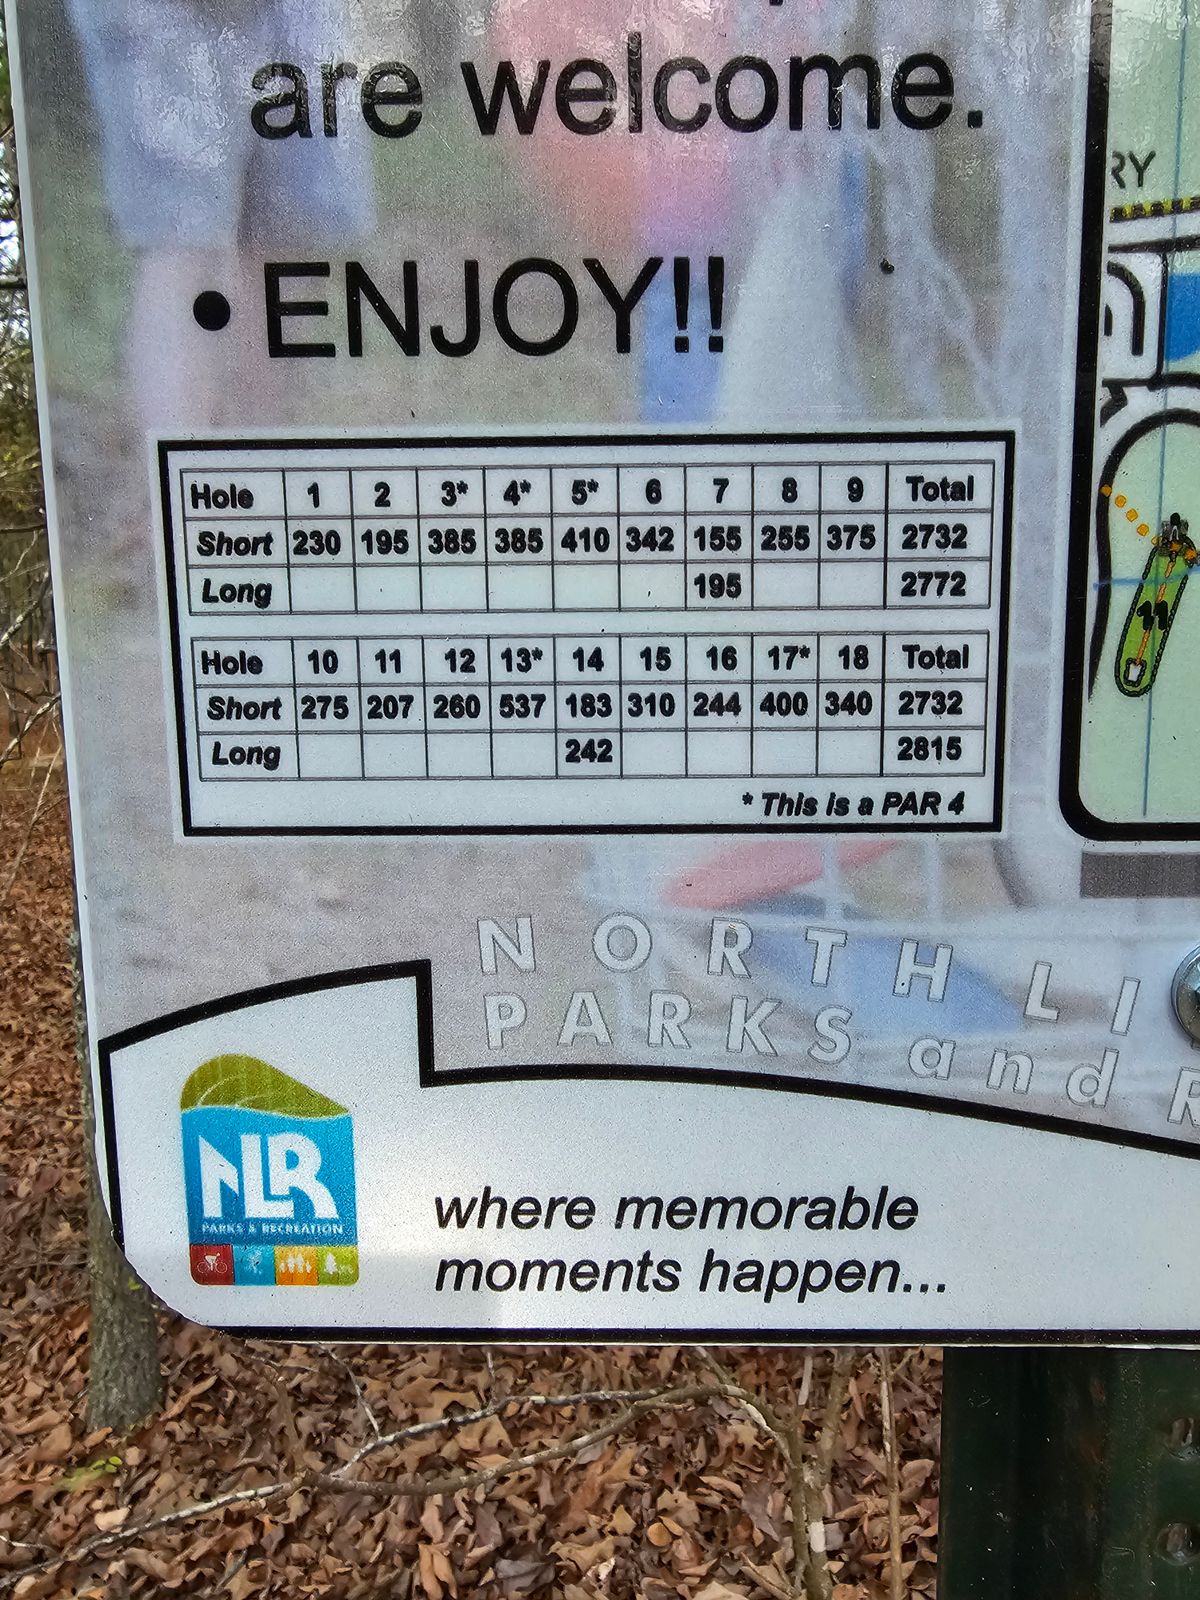 are welcome.
• ENJOY!!
RY
Hole 1 2 3* 4* 5* 6 7 8 9 Total
Short 230 195 385 385 410 342 155 255 375 2732
Long 195 2772
Hole 10 11 12 13* 14 15 16 17* 18 Total
Short 275 207 260 537 183 310 244 400 340 2732
Long 242 2815
* This is a PAR 4
11
NORTH LI
PARKS and R
NLR
PARKS & RECREATION
where memorable
moments happen...